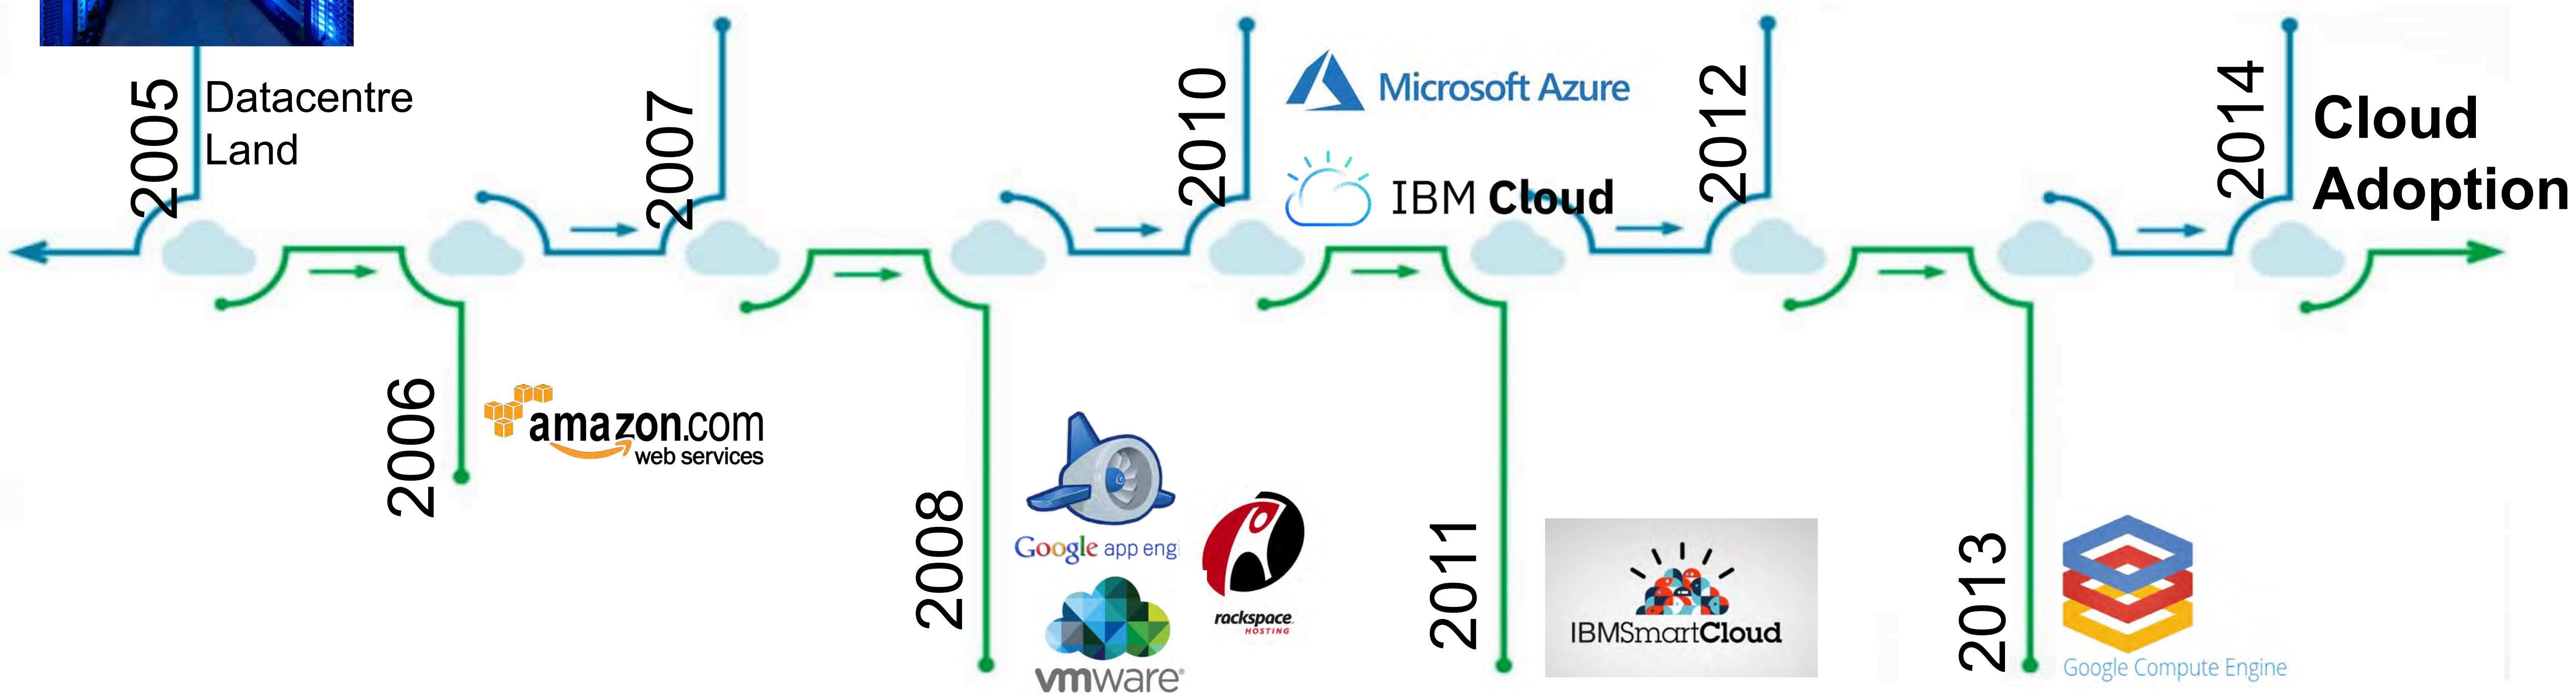 2005
Datacentre
Land
2006
amazon.com
web services
2007
2008
Google app engi
rackspace.
HOSTING
vmware®
2010
Microsoft Azure
IBM Cloud
2011
IBMSmartCloud
2012
2013
Google Compute Engine
2014
Cloud
Adoption